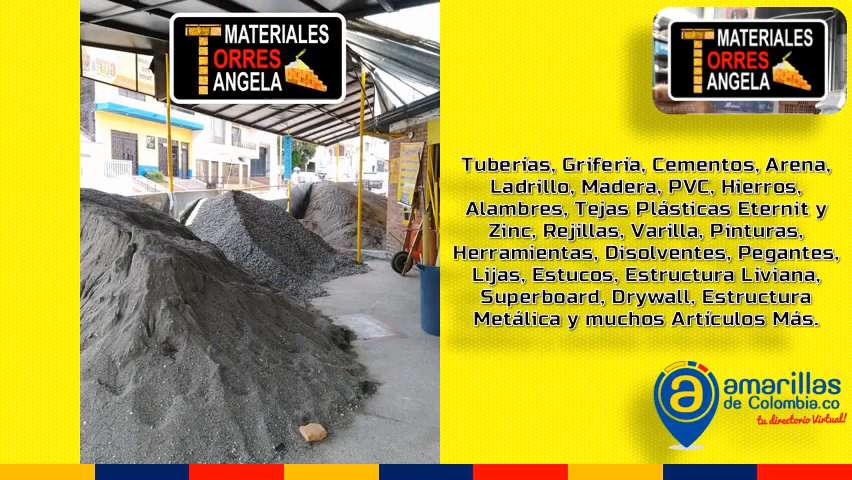 MATERIALES
TORRES
ANGELA
MATERIALES
TORRES
ANGELA
Tuberías, Grifería, Cementos, Arena,
Ladrillo, Madera, PVC, Hierros,
Alambres, Tejas Plásticas Eternit y
Zinc, Rejillas, Varilla, Pinturas,
Herramientas, Disolventes, Pegantes,
Lijas, Estucos, Estructura Liviana,
Superboard, Drywall, Estructura
Metálica y muchos Artículos Más.
a amarillas
de Colombia.co
tu directorio Virtual!